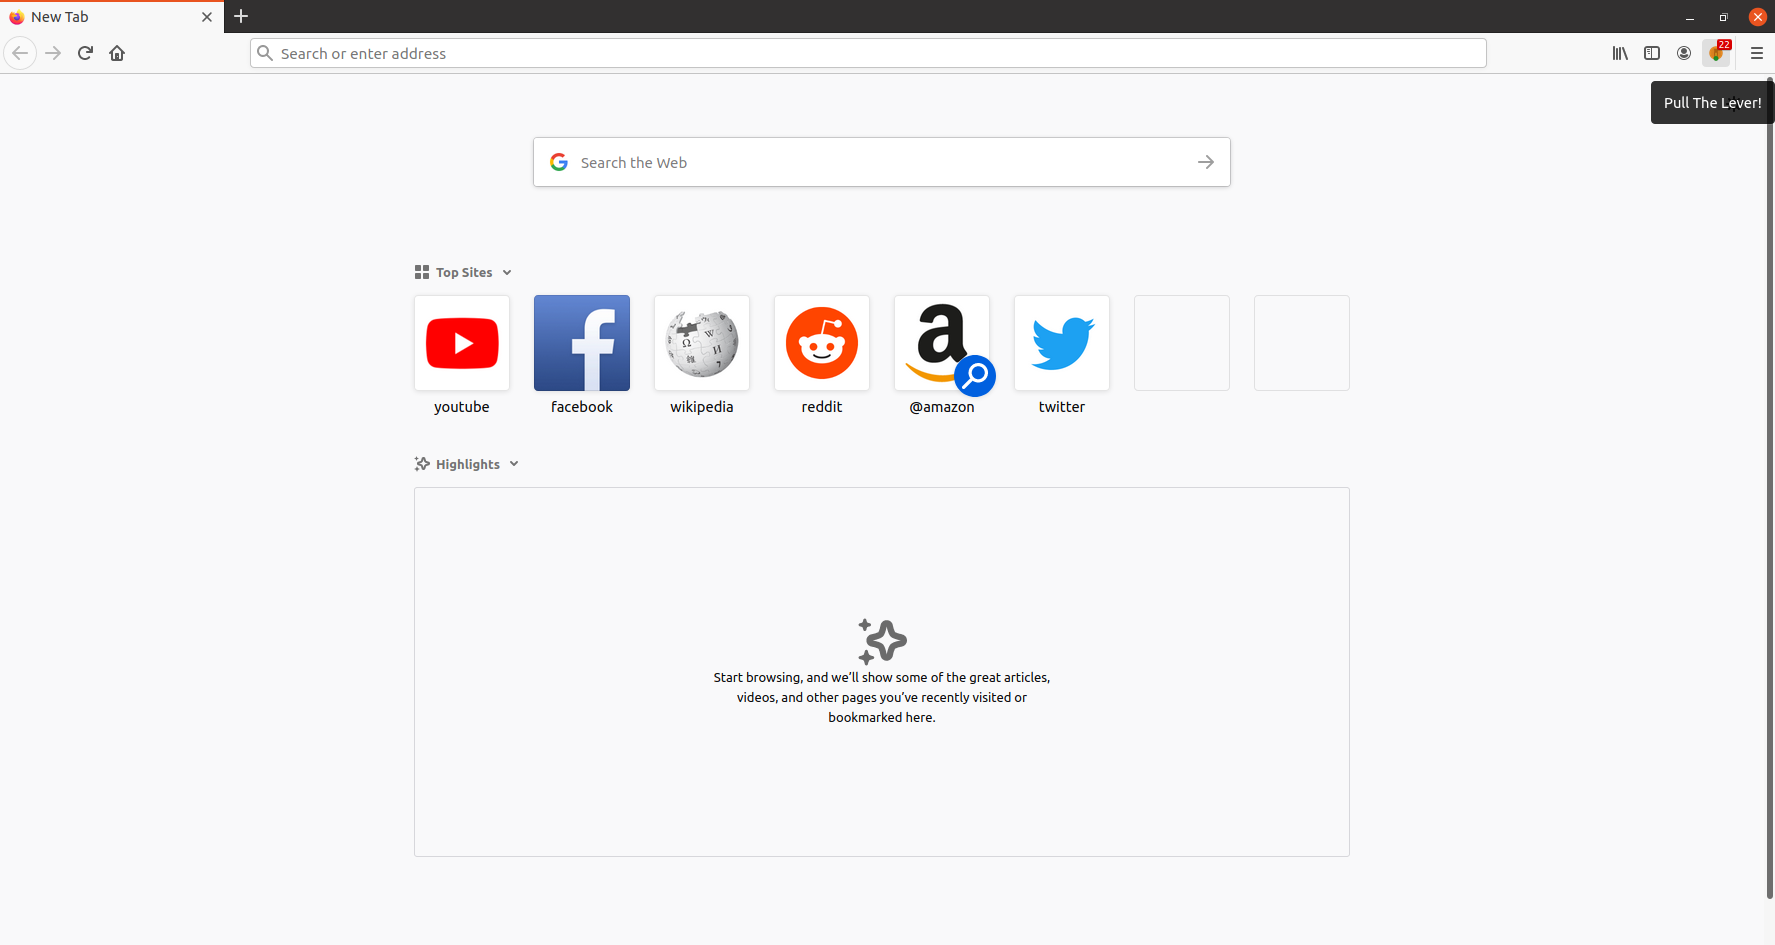 New Tab
Search or enter address
22
Pull The Lever!
Search the Web
Top Sites
youtube
facebook
wikipedia
reddit
@amazon
twitter
Highlights
Start browsing, and we’ll show some of the great articles,
videos, and other pages you’ve recently visited or
bookmarked here.